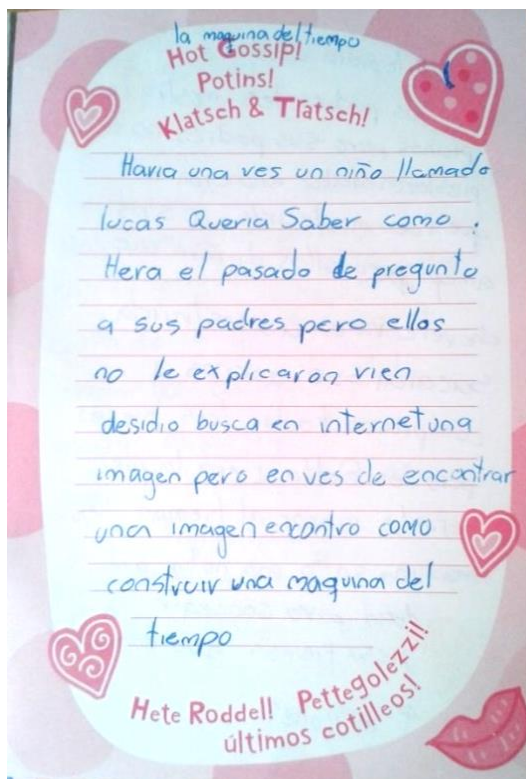 la maquina del tiempo
Hot Gossip!
Potins!
Klatsch & Tratsch!
Havia una ves un niño llamado
lucas Queria Saber como .
Hera el pasado de pregunto
a sus padres pero ellos
no le explicaron vien
desidio busca en internet una
imagen pero en ves de encontrar
una imagen encontro como
construir una maquina del
tiempo
Hete Roddel! Pettegolezzi!
últimos cotilleos!